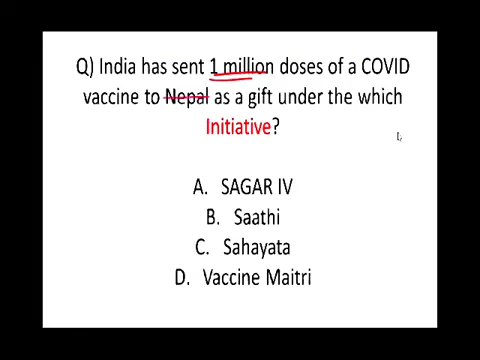 Q) India has sent 1 million doses of a COVID
vaccine to Nepal as a gift under the which
Initiative?
A. SAGAR IV
B. Saathi
C. Sahayata
D. Vaccine Maitri